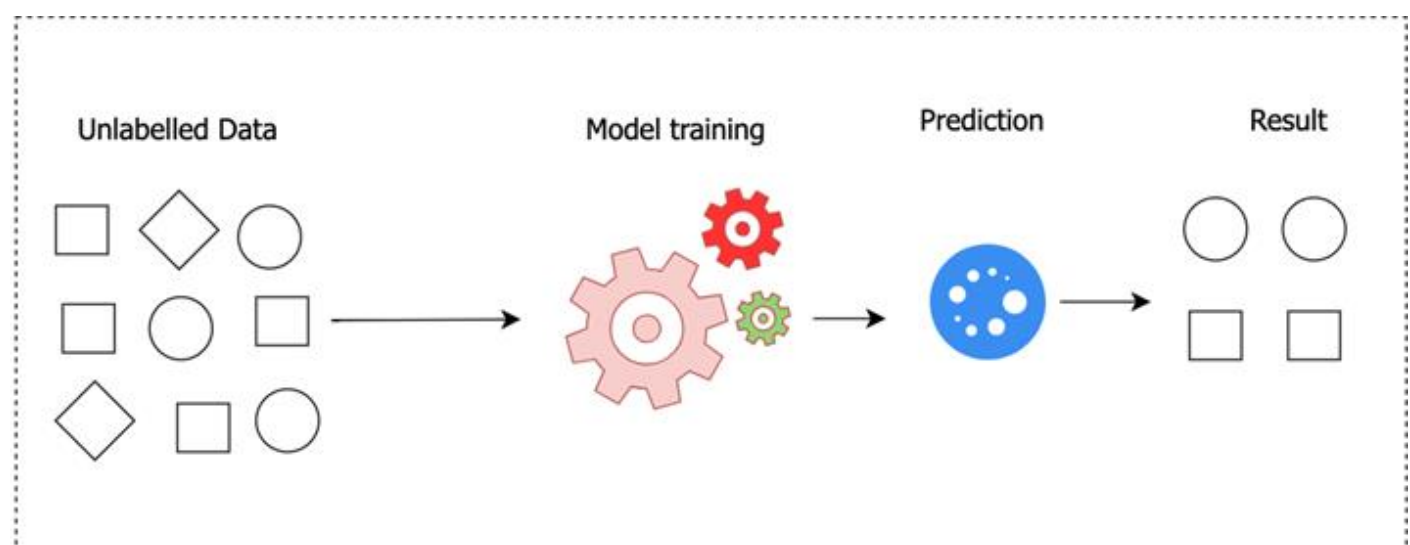 Unlabelled Data
Model training
Prediction
Result